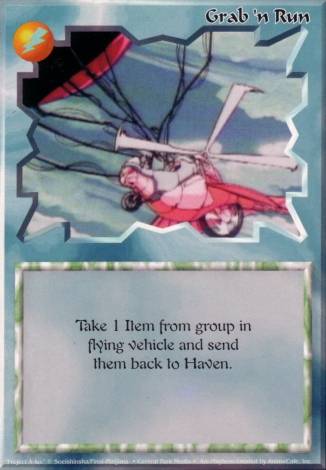 Grab 'n Run
Take 1 Item from group in
flying vehicle and send
them back to Haven.